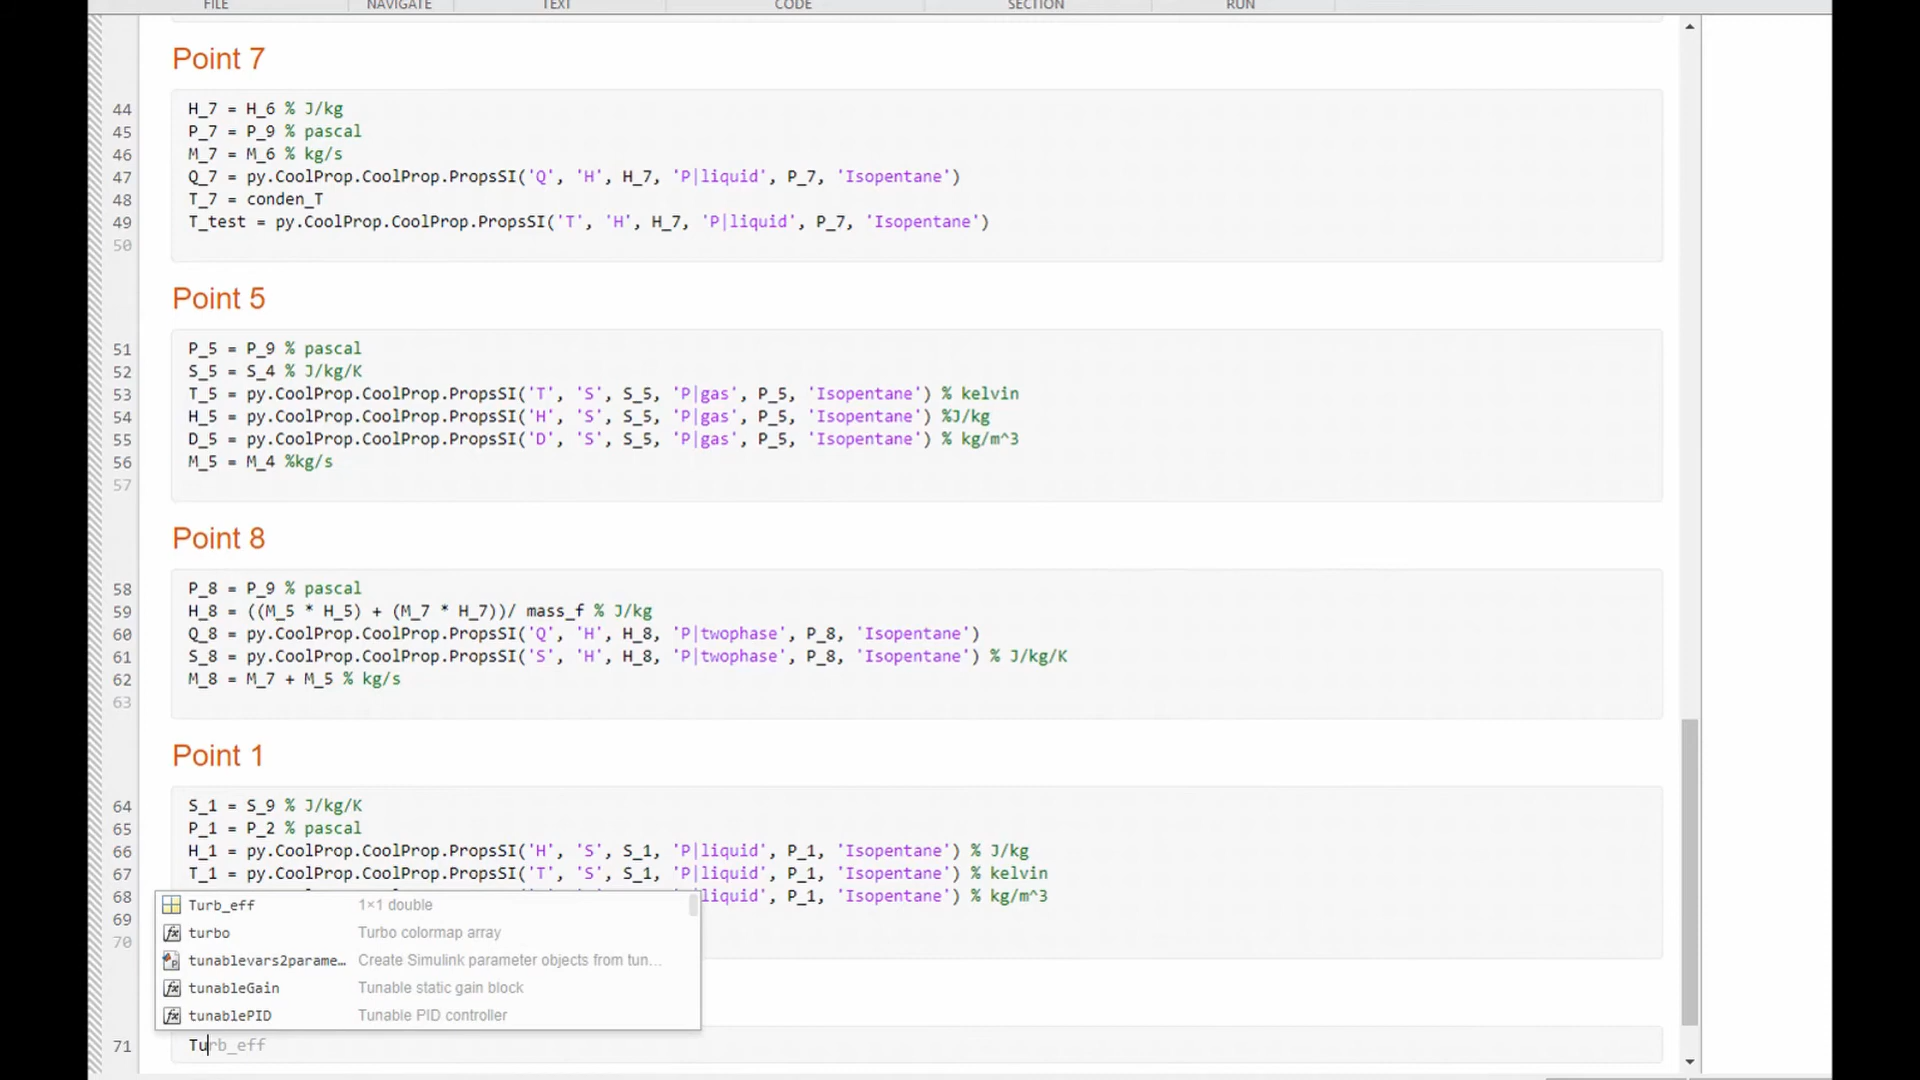 FILE NAVIGATE TEXT CODE SECTION RUN
Point 7
44 H_7 = H_6 % J/kg
45 P_7 = P_9 % pascal
46 M_7 = M_6 % kg/s
47 Q_7 = py.CoolProp.CoolProp.PropsSI('Q', 'H', H_7, 'P|liquid', P_7, 'Isopentane')
48 T_7 = conden_T
49 T_test = py.CoolProp.CoolProp.PropsSI('T', 'H', H_7, 'P|liquid', P_7, 'Isopentane')
50
Point 5
51 P_5 = P_9 % pascal
52 S_5 = S_4 % J/kg/K
53 T_5 = py.CoolProp.CoolProp.PropsSI('T', 'S', S_5, 'P|gas', P_5, 'Isopentane') % kelvin
54 H_5 = py.CoolProp.CoolProp.PropsSI('H', 'S', S_5, 'P|gas', P_5, 'Isopentane') %J/kg
55 D_5 = py.CoolProp.CoolProp.PropsSI('D', 'S', S_5, 'P|gas', P_5, 'Isopentane') % kg/m^3
56 M_5 = M_4 %kg/s
57
Point 8
58 P_8 = P_9 % pascal
59 H_8 = ((M_5 * H_5) + (M_7 * H_7))/ mass_f % J/kg
60 Q_8 = py.CoolProp.CoolProp.PropsSI('Q', 'H', H_8, 'P|twophase', P_8, 'Isopentane')
61 S_8 = py.CoolProp.CoolProp.PropsSI('S', 'H', H_8, 'P|twophase', P_8, 'Isopentane') % J/kg/K
62 M_8 = M_7 + M_5 % kg/s
63
Point 1
64 S_1 = S_9 % J/kg/K
65 P_1 = P_2 % pascal
66 H_1 = py.CoolProp.CoolProp.PropsSI('H', 'S', S_1, 'P|liquid', P_1, 'Isopentane') % J/kg
67 T_1 = py.CoolProp.CoolProp.PropsSI('T', 'S', S_1, 'P|liquid', P_1, 'Isopentane') % kelvin
68 liquid', P_1, 'Isopentane') % kg/m^3
69
70
Turb_eff 1×1 double
turbo Turbo colormap array
tunablevars2parame... Create Simulink parameter objects from tun...
tunableGain Tunable static gain block
tunablePID Tunable PID controller
71 Turb_eff